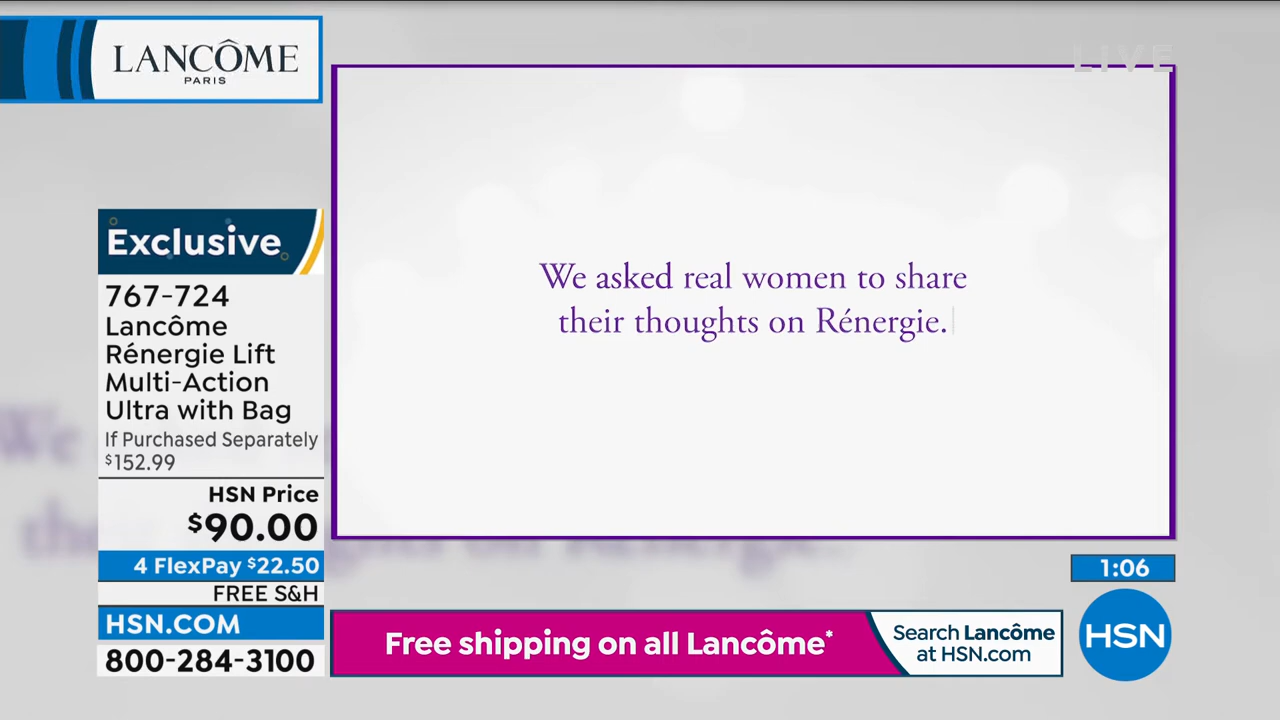 LANCÔME
PARIS
LIVE
Exclusive
767-724
Lancôme
Rénergie Lift
Multi-Action
Ultra with Bag
If Purchased Separately
$152.99
HSN Price
$90.00
4 FlexPay $22.50
FREE S&H
HSN.COM
800-284-3100
We asked real women to share
their thoughts on Rénergie.
1:06
Free shipping on all Lancôme*
Search Lancôme
at HSN.com
HSN